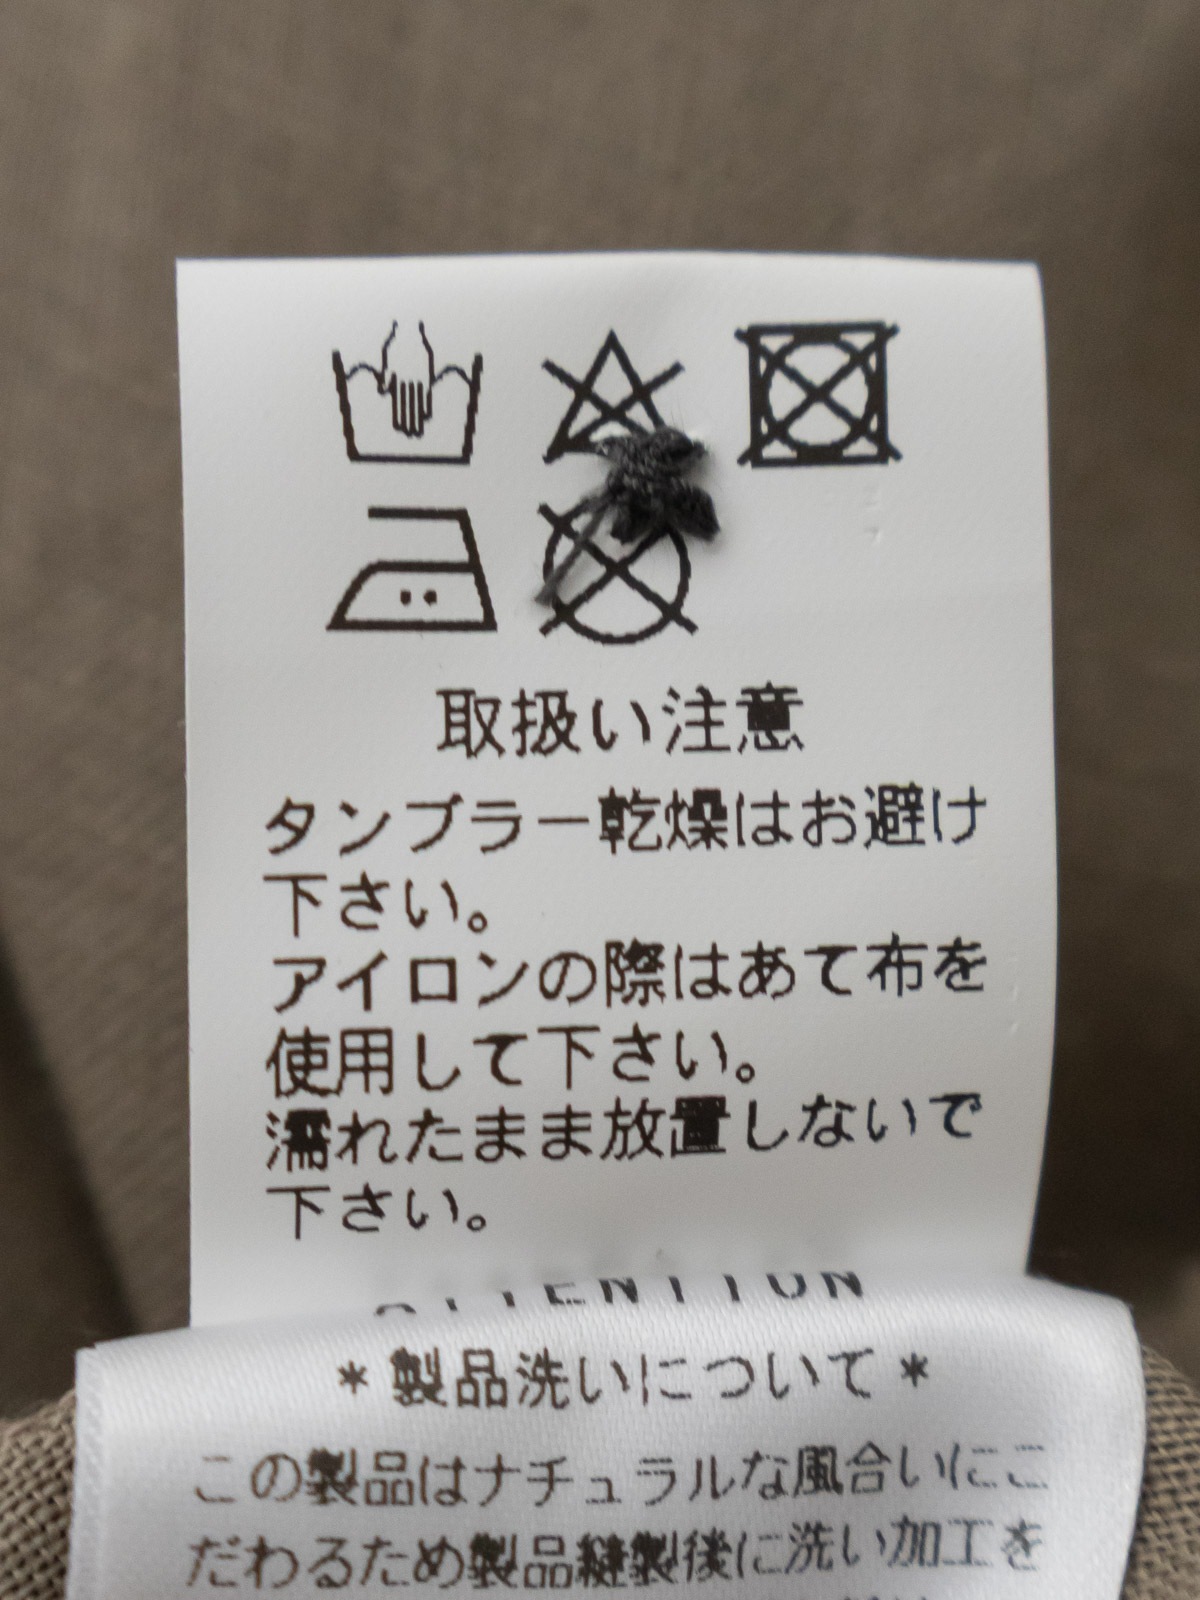 取扱い注意
タンブラー乾燥はお避け
下さい。
アイロンの際はあて布を
使用して下さい。
濡れたまま放置しないで
下さい。
ATTENTION
*製品洗いについて*
この製品はナチュラルな風合いにこ
だわるため製品縫製後に洗い加工を